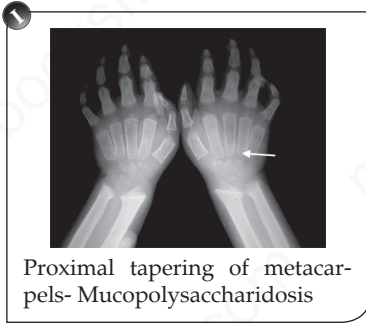 I
Proximal tapering of metacar-
pels- Mucopolysaccharidosis